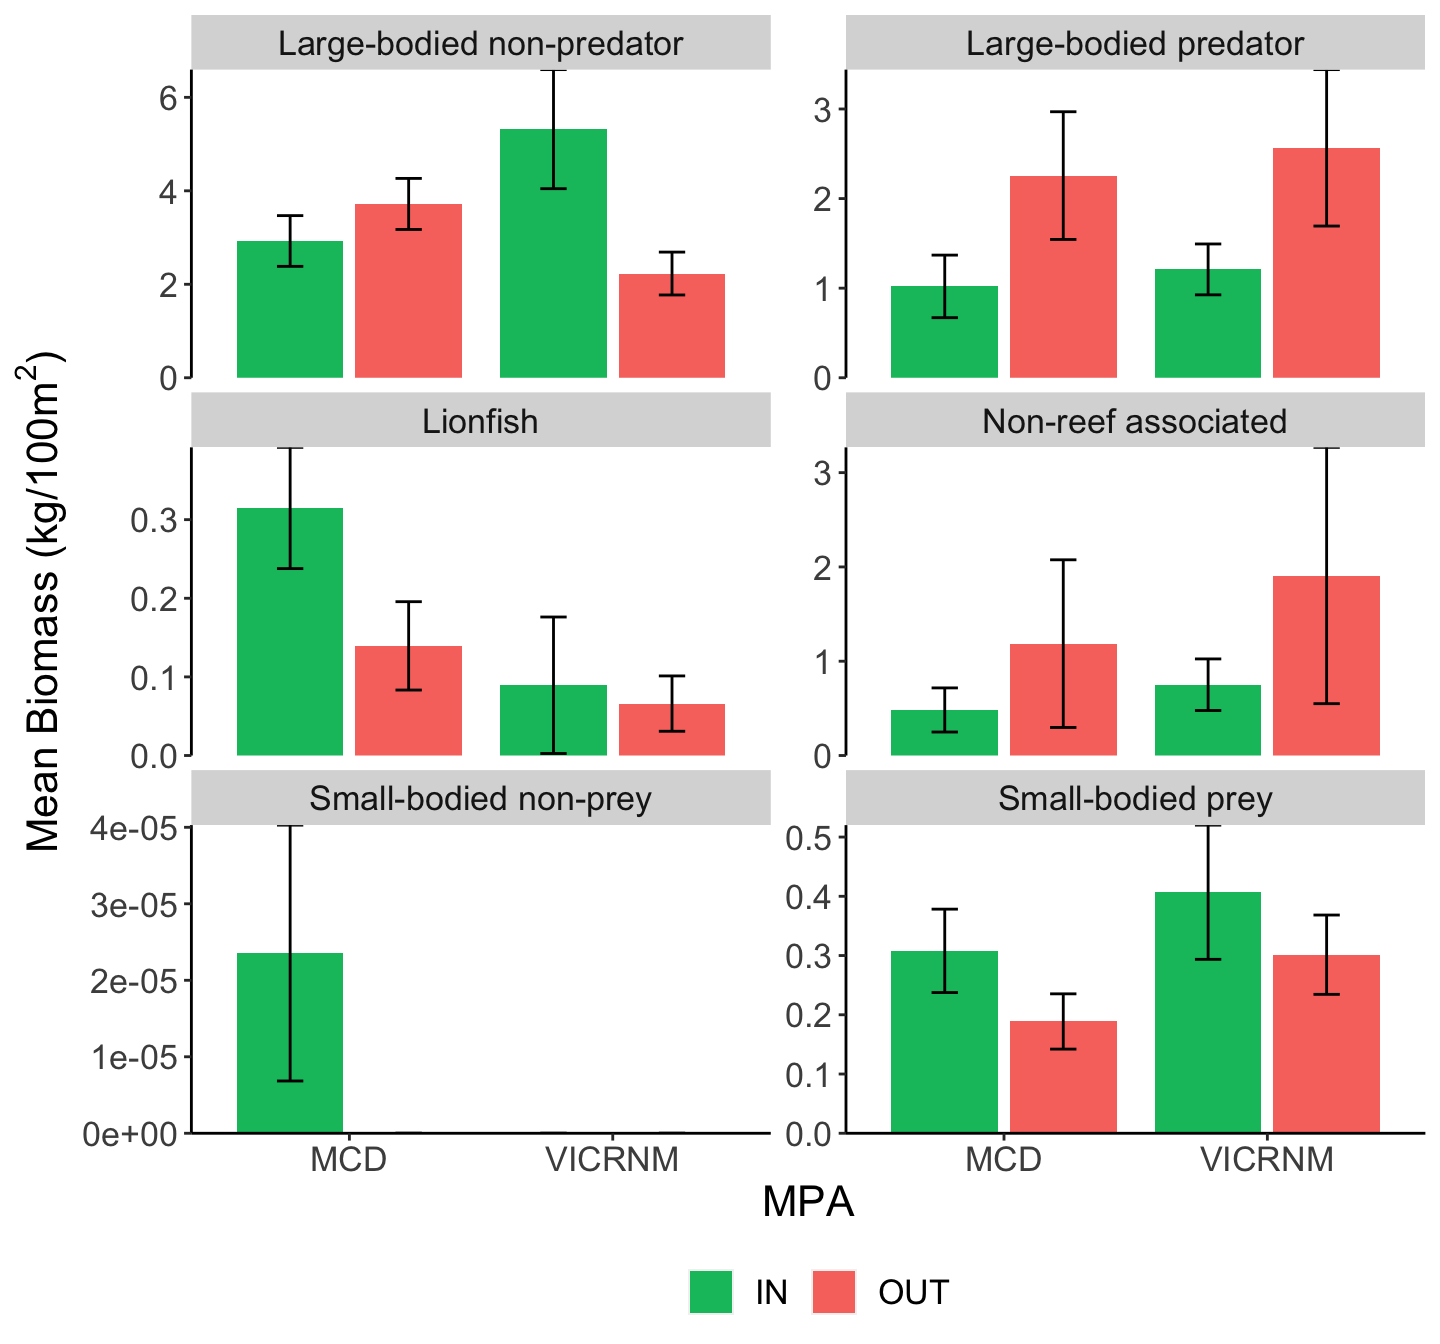 Large-bodied non-predator
Large-bodied predator
6
4
2
0
3
2
1
0
Lionfish
Non-reef associated
0.3
0.2
0.1
0.0
3
2
1
0
Mean Biomass (kg/100m²)
Small-bodied non-prey
Small-bodied prey
4e-05
3e-05
2e-05
1e-05
0e+00
0.5
0.4
0.3
0.2
0.1
0.0
MCD
VICRNM
MCD
VICRNM
MPA
IN
OUT